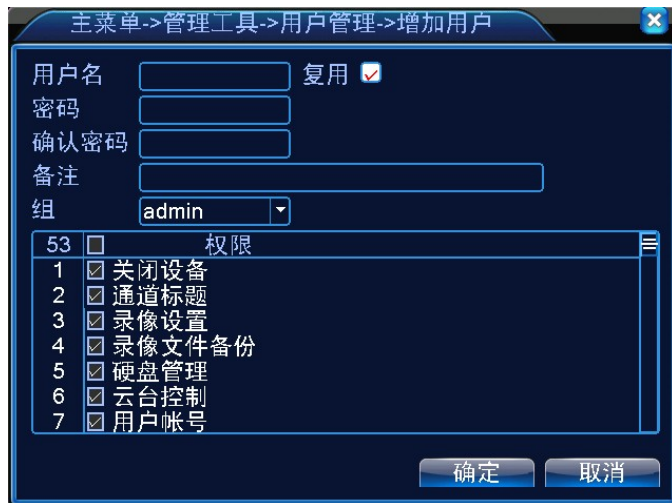 主菜单->管理工具->用户管理->增加用户
用户名 复用
密码
确认密码
备注
组 admin
53 权限
1 关闭设备
2 通道标题
3 录像设置
4 录像文件备份
5 硬盘管理
6 云台控制
7 用户帐号
确定 取消